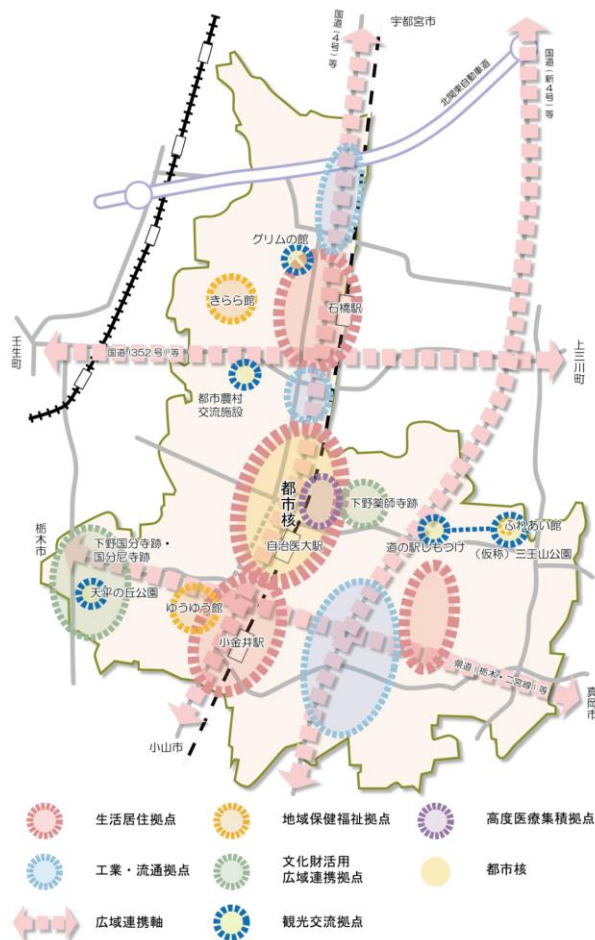 宇都宮市
国道(4号)等
国道(新4号)等
北関東自動車道
グリムの館
きらら館
石橋駅
壬生町
国道(352号)等
上三川町
都市農村
交流施設
都市核
下野薬師寺跡
ふれあい館
自治医大駅
道の駅しもつけ
(仮称)三王山公園
栃木市
下野国分寺跡・
国分尼寺跡
天平の丘公園
ゆうゆう館
小金井駅
県道(栃木・二宮線)等
真岡市
小山市
生活居住拠点
地域保健福祉拠点
高度医療集積拠点
工業・流通拠点
文化財活用
広域連携拠点
都市核
広域連携軸
観光交流拠点